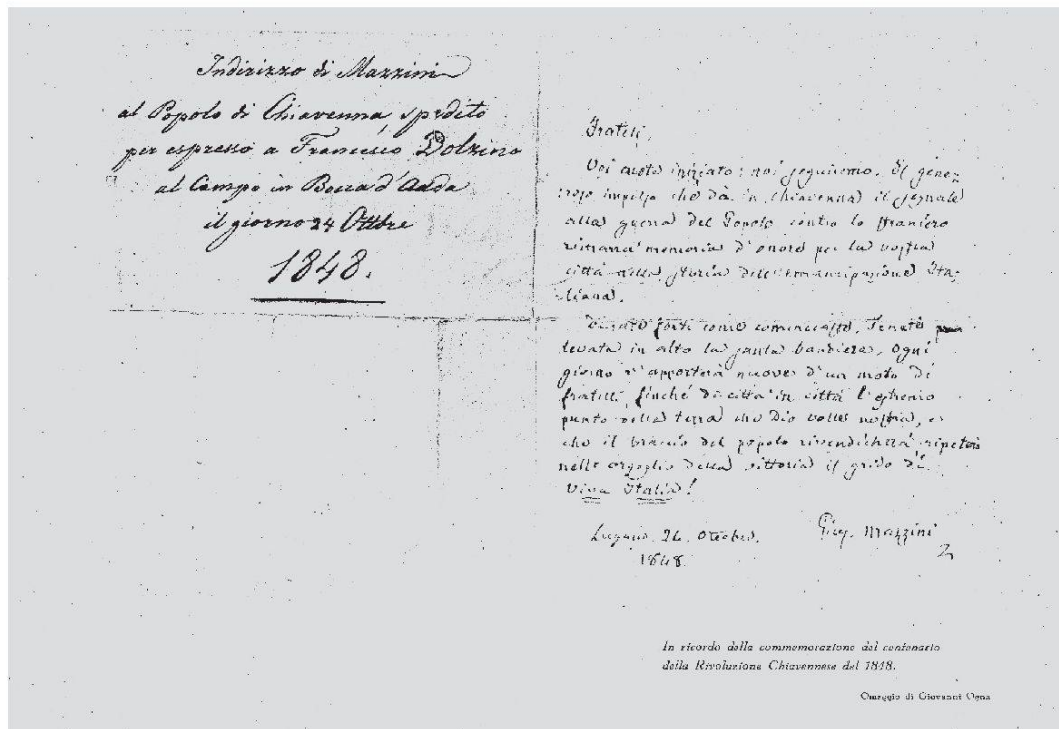 Indirizzo di Mazzini
al Popolo di Chiavenna, spedito
per espresso a Francesco Dolzino
al Campo in Bocca d'Adda
il giorno 24 Ottbre
1848.
Fratelli,
Voi avete iniziato: noi seguiremo. Il gene-
roso impulso che dà in Chiavenna il segnale
alla guerra del Popolo contro lo straniero
rimarrà memoria d'onore per la vostra
città nella storia dell'emancipazione Ita-
liana.
Durate forti come cominciaste. Tenete
levata in alto la santa bandiera. Ogni
giorno v'apporterà nuove d'un moto di
fratelli, finché di città in città l'estremo
punto della terra che Dio volle nostra, e
che il braccio del popolo rivendicherà ripeterà
nello orgoglio della vittoria il grido di
Viva Italia!
Lugano. 24. Ottobre.
1848.
Gius. Mazzini
In ricordo della commemorazione del centenario
della Rivoluzione Chiavennese del 1848.
Omaggio di Giovanni Ogna